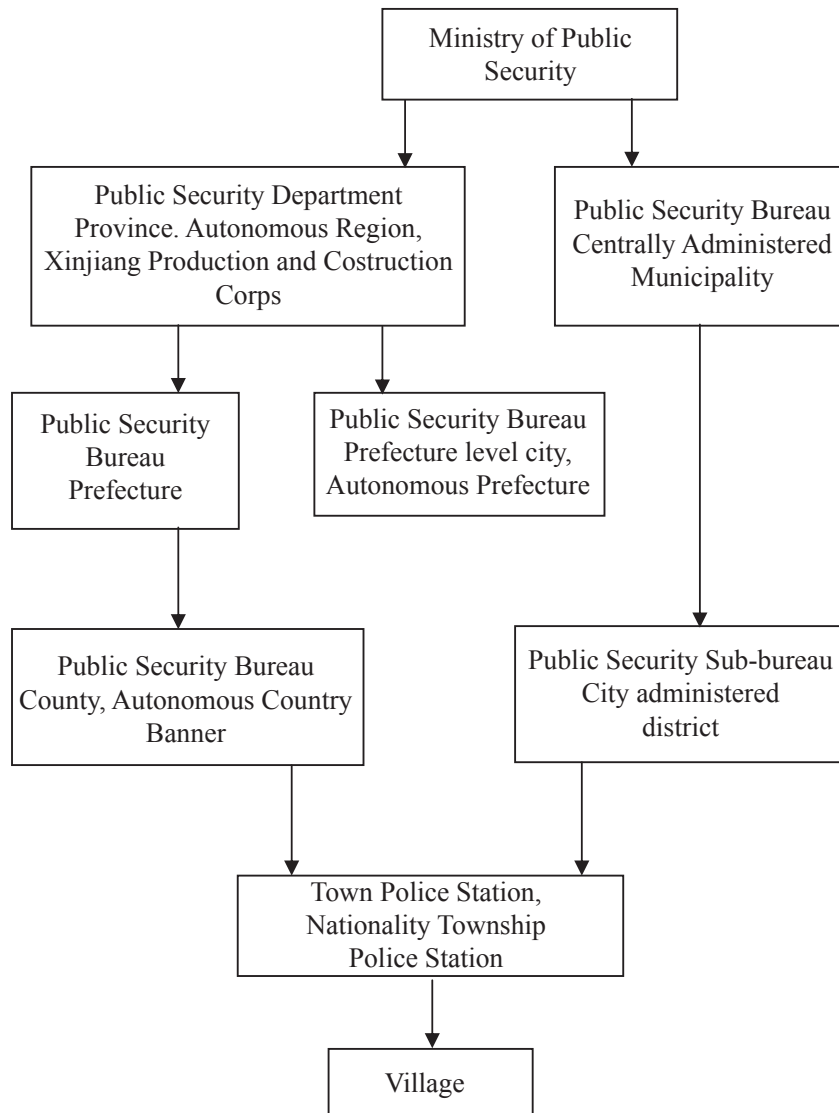 Ministry of Public
Security
Public Security Department
Province. Autonomous Region,
Xinjiang Production and Costruction
Corps
Public Security Bureau
Centrally Administered
Municipality
Public Security
Bureau
Prefecture
Public Security Bureau
Prefecture level city,
Autonomous Prefecture
Public Security Bureau
County, Autonomous Country
Banner
Public Security Sub-bureau
City administered
district
Town Police Station,
Nationality Township
Police Station
Village